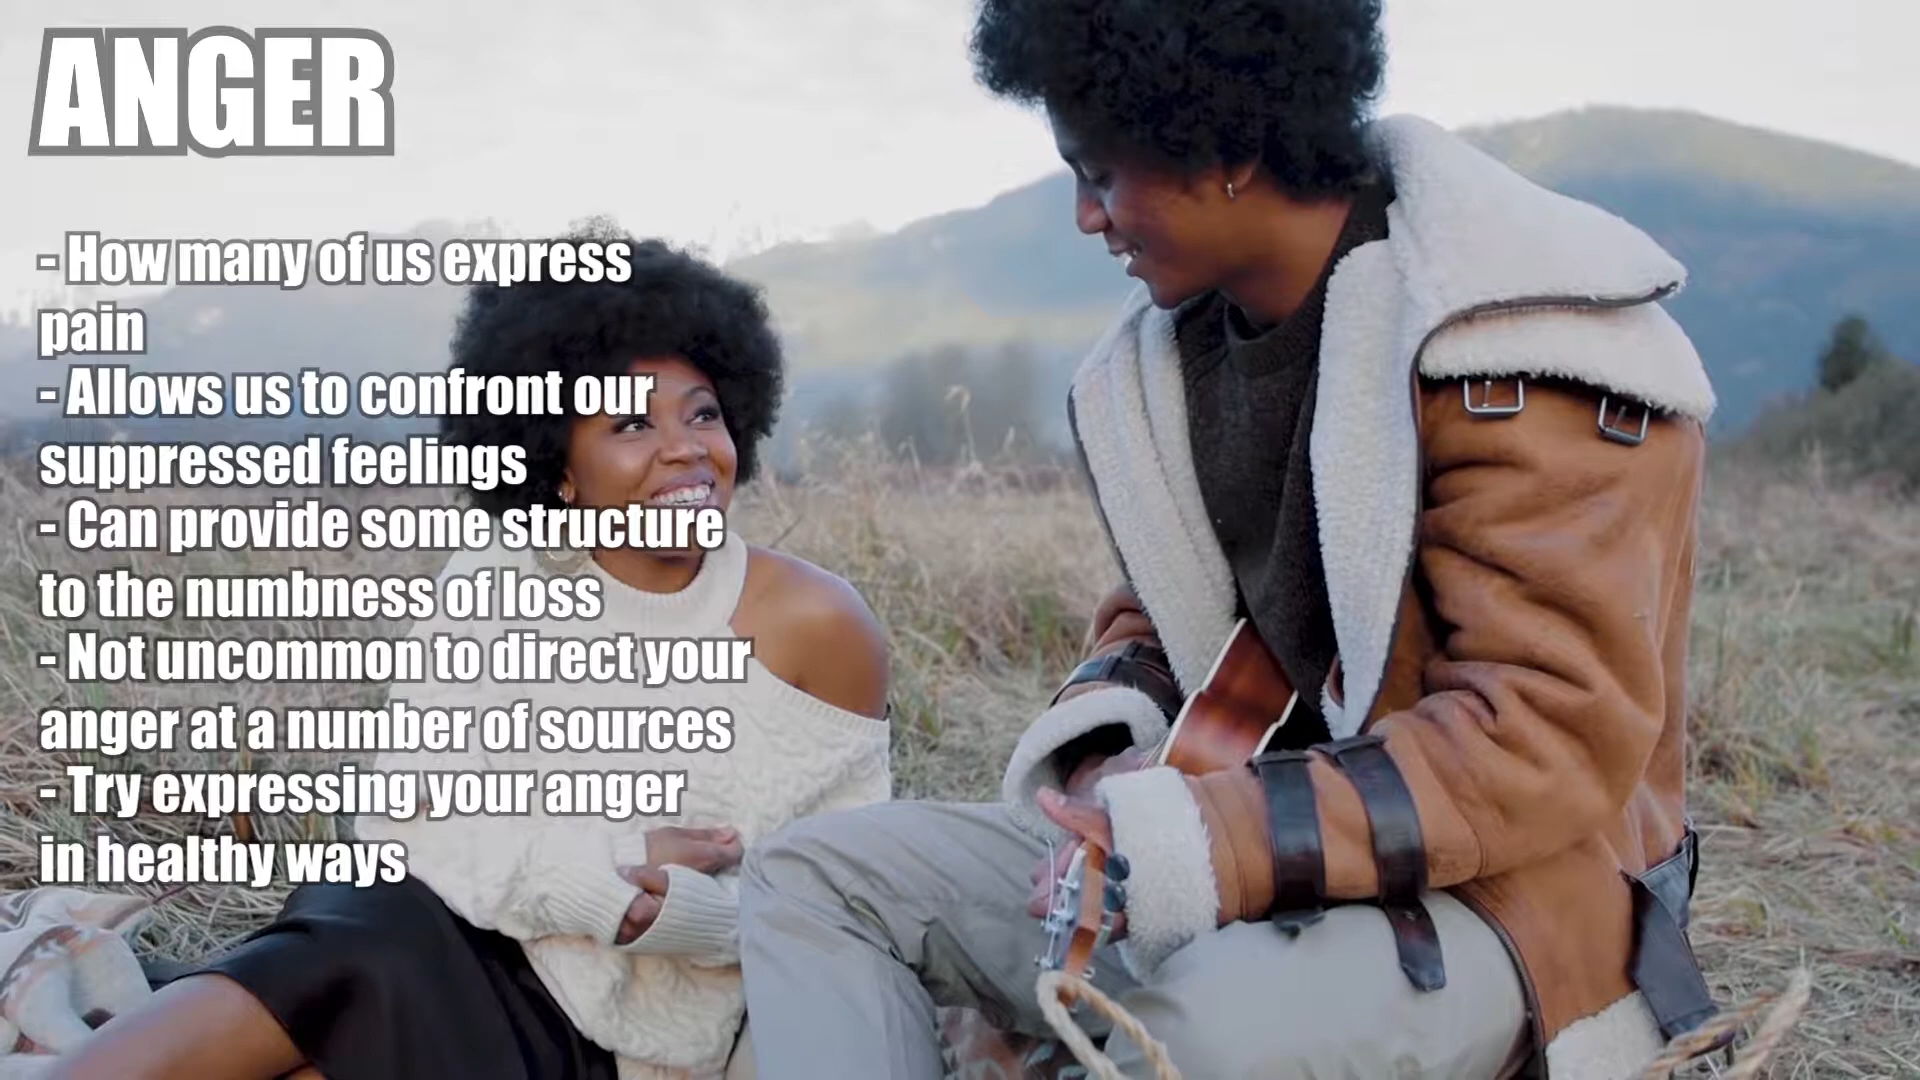 ANGER
- How many of us express
pain
- Allows us to confront our
suppressed feelings
- Can provide some structure
to the numbness of loss
- Not uncommon to direct your
anger at a number of sources
- Try expressing your anger
in healthy ways